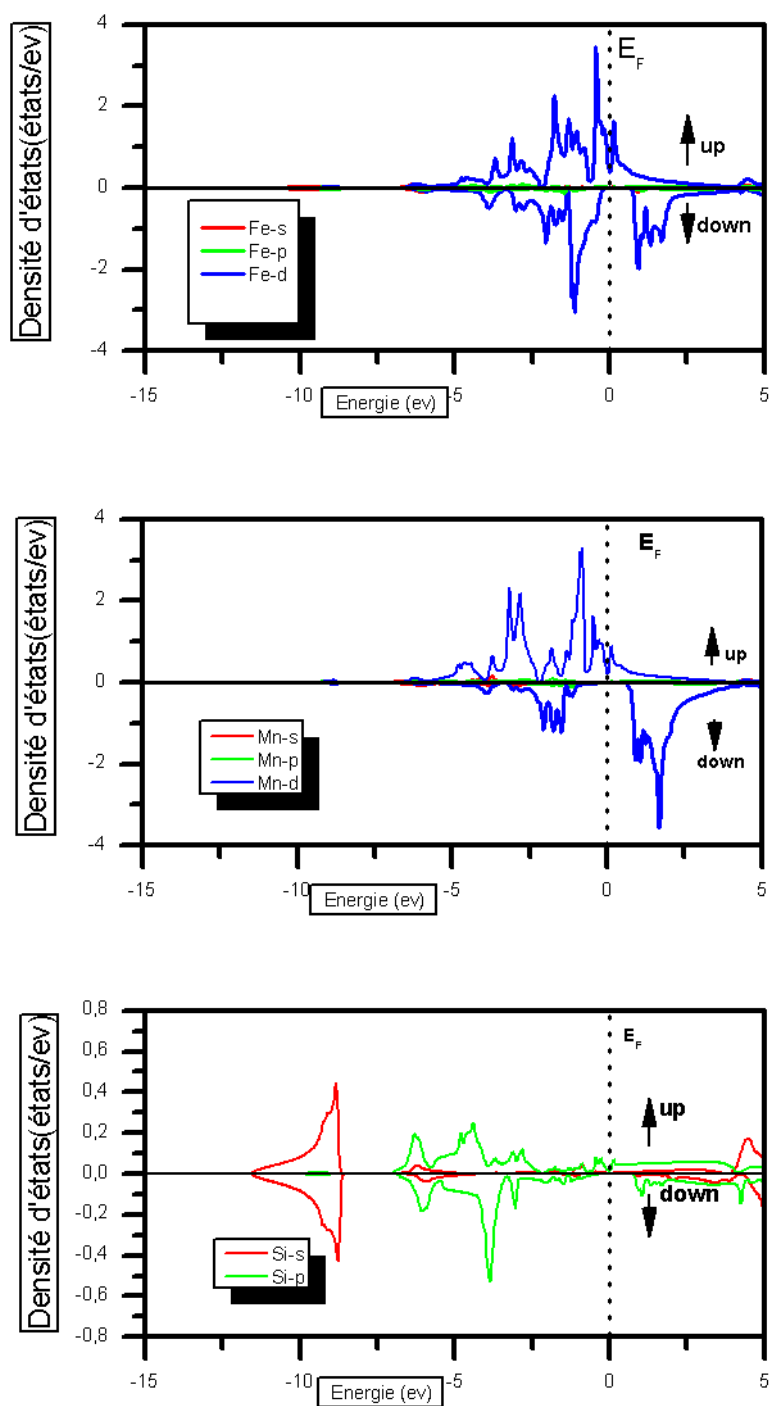 Densité d'états(états/ev)
4
2
0
-2
-4
E_F
up
down
Fe-s
Fe-p
Fe-d
-15
-10
-5
0
5
Energie (ev)
Densité d'états(états/ev)
4
2
0
-2
-4
E_F
up
down
Mn-s
Mn-p
Mn-d
-15
-10
-5
0
5
Energie (ev)
Densité d'états(états/ev)
0,8
0,6
0,4
0,2
0,0
-0,2
-0,4
-0,6
-0,8
E_F
up
down
Si-s
Si-p
-15
-10
-5
0
5
Energie (ev)